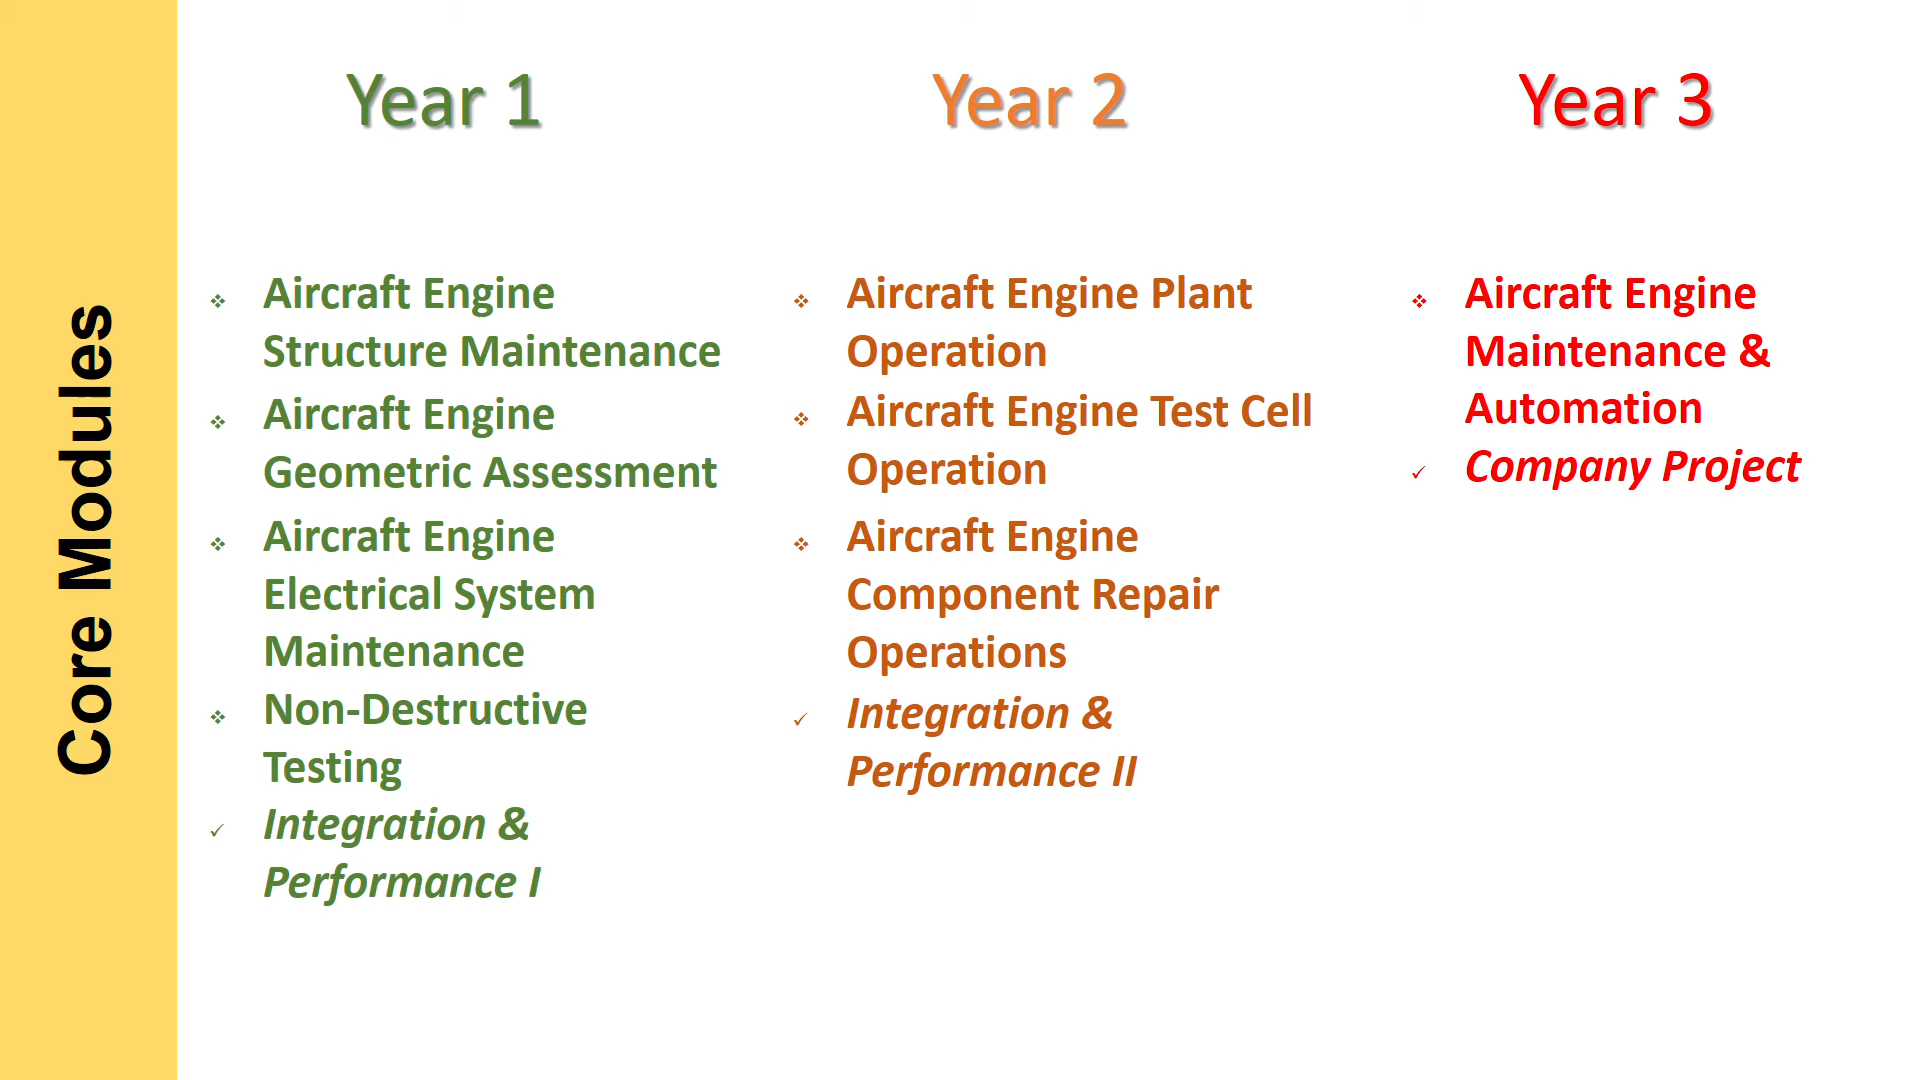 Core Modules
Year 1
❖ Aircraft Engine
Structure Maintenance
❖ Aircraft Engine
Geometric Assessment
❖ Aircraft Engine
Electrical System
Maintenance
❖ Non-Destructive
Testing
✓ Integration &
Performance I
Year 2
❖ Aircraft Engine Plant
Operation
❖ Aircraft Engine Test Cell
Operation
❖ Aircraft Engine
Component Repair
Operations
✓ Integration &
Performance II
Year 3
❖ Aircraft Engine
Maintenance &
Automation
✓ Company Project